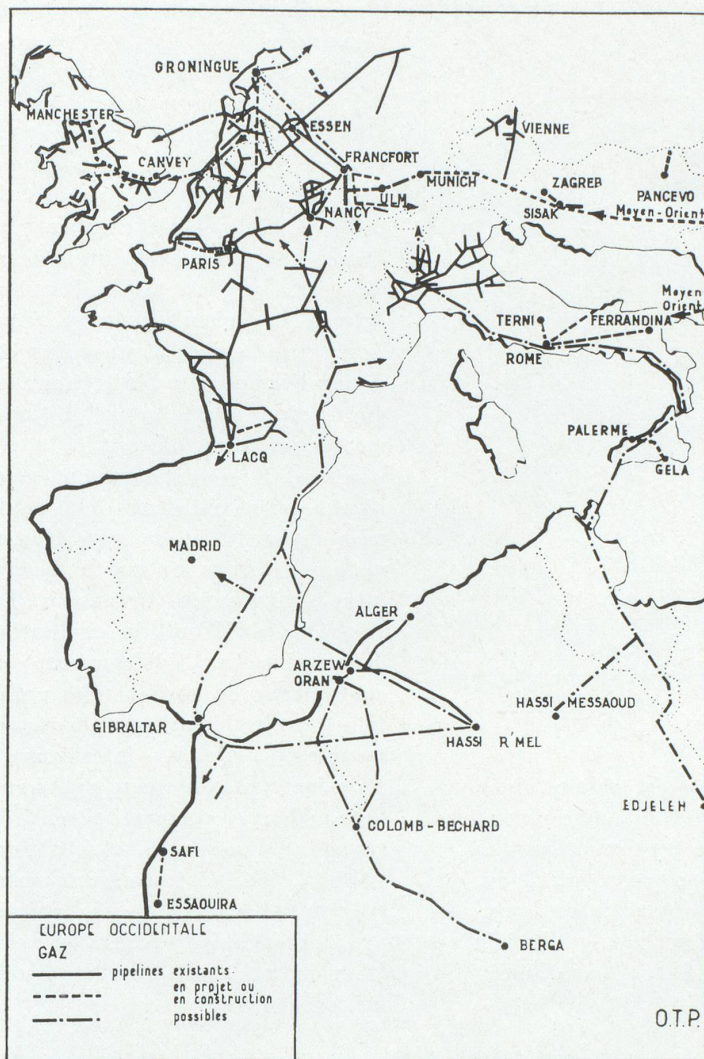 GRONINGUE
MANCHESTER
ESSEN
VIENNE
CANVEY
FRANCFORT
MUNICH
ZAGREB
PANCEVO
ULM
NANCY
SISAK
Moyen-Orient
PARIS
Moyen-
Orient
TERNI
FERRANDINA
ROME
PALERME
GELA
LACQ
MADRID
ALGER
ARZEW
ORAN
HASSI MESSAOUD
GIBRALTAR
HASSI R'MEL
EDJELEH
COLOMB-BECHARD
SAFI
ESSAOUIRA
BERGA
EUROPE OCCIDENTALE
GAZ
pipelines existants
en projet ou
en construction
possibles
O.T.P.